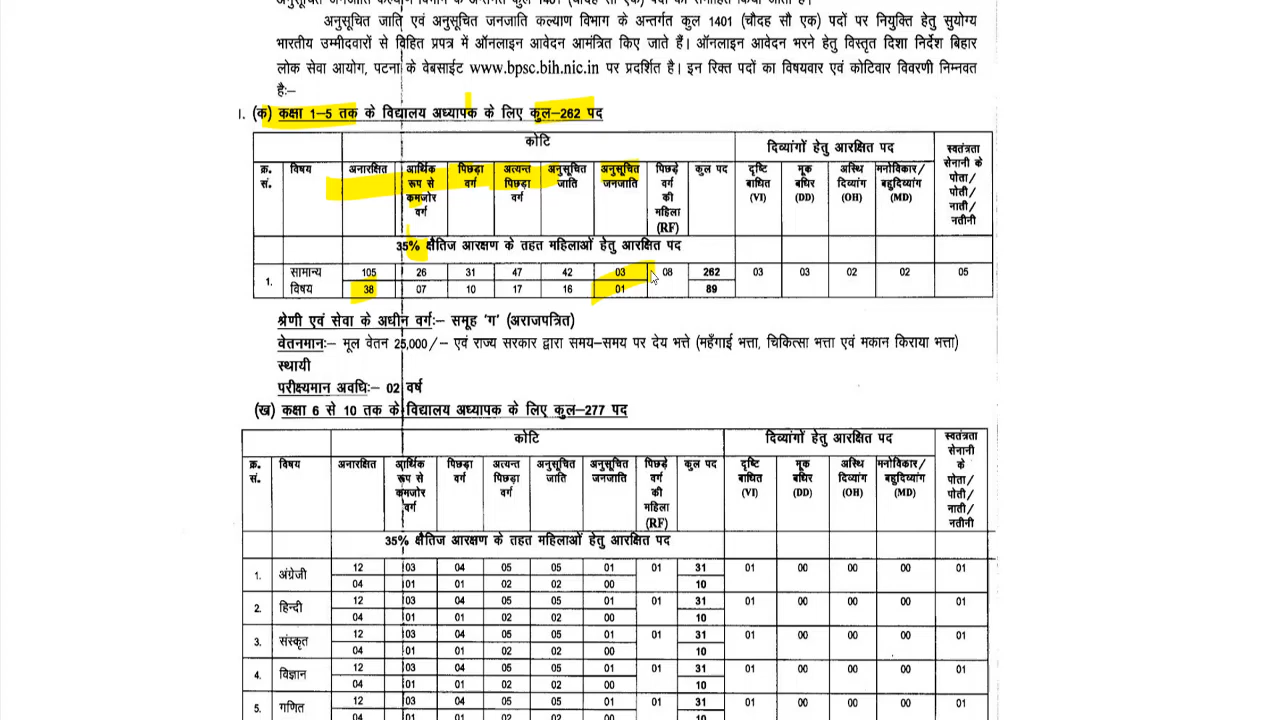 अनुसूचित जाति एवं अनुसूचित जनजाति कल्याण विभाग के अन्तर्गत कुल 1401 (चौदह सौ एक) पदों पर नियुक्ति हेतु सुयोग्य
भारतीय उम्मीदवारों से विहित प्रपत्र में ऑनलाइन आवेदन आमंत्रित किए जाते हैं। ऑनलाइन आवेदन भरने हेतु विस्तृत दिशा निर्देश बिहार
लोक सेवा आयोग, पटना के वेबसाईट www.bpsc.bih.nic.in पर प्रदर्शित है। इन रिक्त पदों का विषयवार एवं कोटिवार विवरणी निम्नवत
है:–
I. (क) कक्षा 1–5 तक के विद्यालय अध्यापक के लिए कुल–262 पद
कोटि दिव्यांगों हेतु आरक्षित पद स्वतंत्रता सेनानी के पोता/ पोती/ नाती/ नतीनी
क्र. सं. विषय अनारक्षित आर्थिक रूप से कमजोर वर्ग पिछड़ा वर्ग अत्यन्त पिछड़ा वर्ग अनुसूचित जाति अनुसूचित जनजाति पिछड़े वर्ग की महिला (RF) कुल पद दृष्टि बाधित (VI) मूक बधिर (DD) अस्थि दिव्यांग (OH) मनोविकार/ बहुदिव्यांग (MD)
35% क्षैतिज आरक्षण के तहत महिलाओं हेतु आरक्षित पद
1. सामान्य 105 26 31 47 42 03 08 262 03 03 02 02 05
विषय 38 07 10 17 16 01 89
श्रेणी एवं सेवा के अधीन वर्ग:– समूह 'ग' (अराजपत्रित)
वेतनमान:– मूल वेतन 25,000/– एवं राज्य सरकार द्वारा समय–समय पर देय भत्ते (महँगाई भत्ता, चिकित्सा भत्ता एवं मकान किराया भत्ता)
स्थायी
परीक्ष्यमान अवधि:– 02 वर्ष
(ख) कक्षा 6 से 10 तक के विद्यालय अध्यापक के लिए कुल–277 पद
कोटि दिव्यांगों हेतु आरक्षित पद स्वतंत्रता सेनानी के पोता/ पोती/ नाती/ नतीनी
क्र. सं. विषय अनारक्षित आर्थिक रूप से कमजोर वर्ग पिछड़ा वर्ग अत्यन्त पिछड़ा वर्ग अनुसूचित जाति अनुसूचित जनजाति पिछड़े वर्ग की महिला (RF) कुल पद दृष्टि बाधित (VI) मूक बधिर (DD) अस्थि दिव्यांग (OH) मनोविकार/ बहुदिव्यांग (MD)
35% क्षैतिज आरक्षण के तहत महिलाओं हेतु आरक्षित पद
1. अंग्रेजी 12 03 04 05 05 01 01 31 01 00 00 00 01
04 01 01 02 02 00 10
2. हिन्दी 12 03 04 05 05 01 01 31 01 00 00 00 01
04 01 01 02 02 00 10
3. संस्कृत 12 03 04 05 05 01 01 31 01 00 00 00 01
04 01 01 02 02 00 10
4. विज्ञान 12 03 04 05 05 01 01 31 01 00 00 00 01
04 01 01 02 02 00 10
5. गणित 12 03 04 05 05 01 01 31 01 00 00 00 01
04 01 01 02 02 00 10